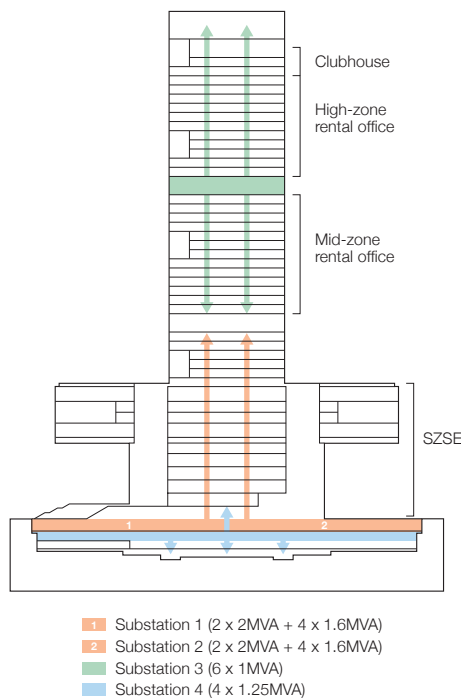 Clubhouse
High-zone
rental office
Mid-zone
rental office
SZSE
1 2
1 Substation 1 (2 x 2MVA + 4 x 1.6MVA)
2 Substation 2 (2 x 2MVA + 4 x 1.6MVA)
Substation 3 (6 x 1MVA)
Substation 4 (4 x 1.25MVA)